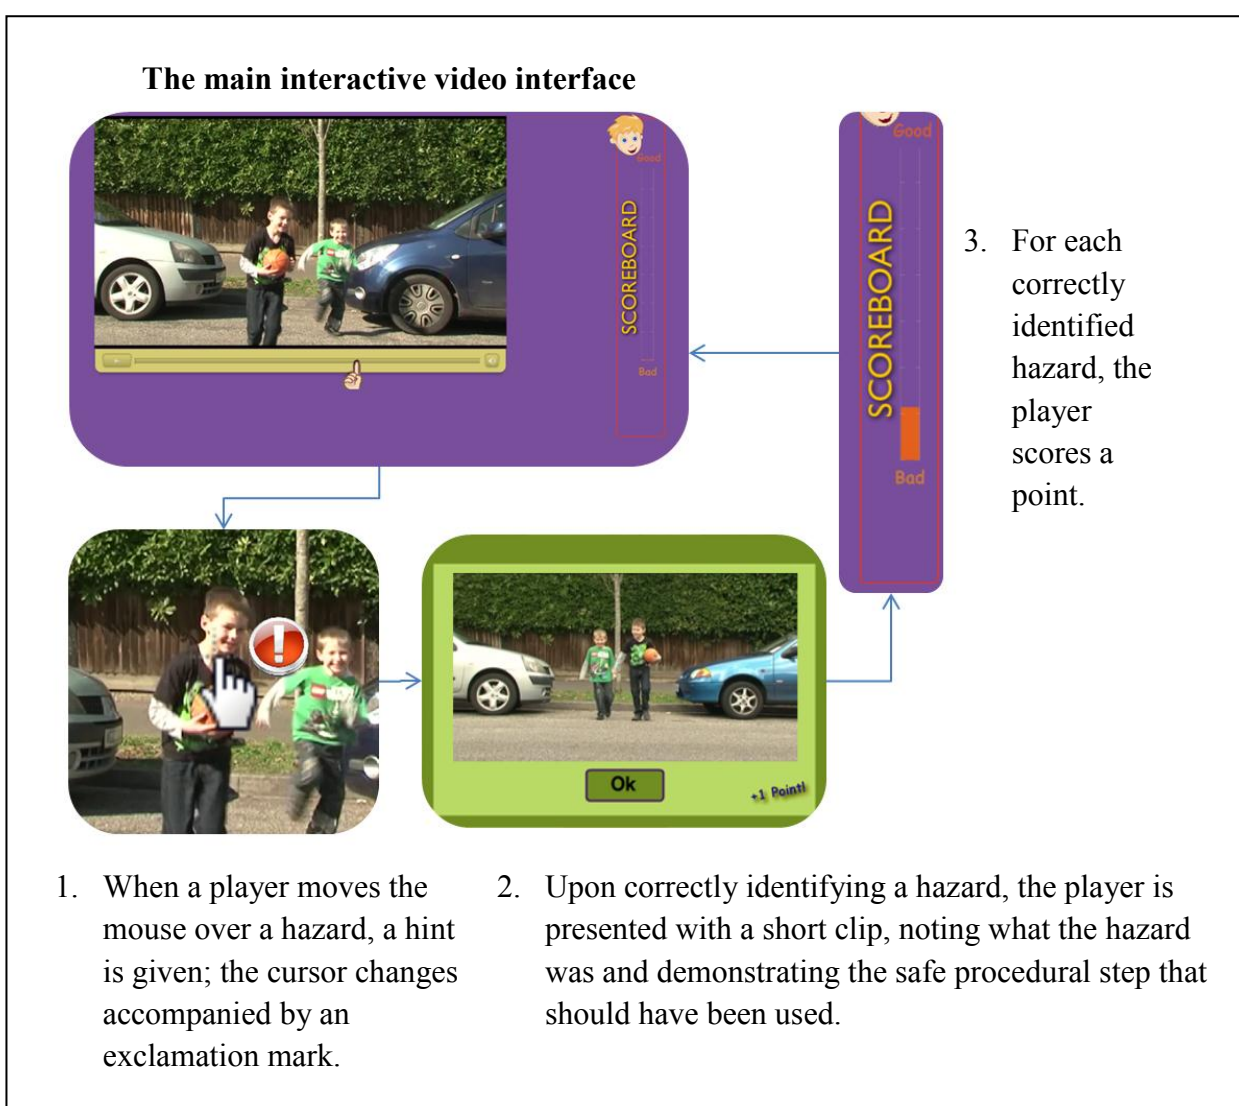 The main interactive video interface
Good
SCOREBOARD
Bad
Good
SCOREBOARD
Bad
3. For each
correctly
identified
hazard, the
player
scores a
point.
!
Ok
+1 Point!
1. When a player moves the
mouse over a hazard, a hint
is given; the cursor changes
accompanied by an
exclamation mark.
2. Upon correctly identifying a hazard, the player is
presented with a short clip, noting what the hazard
was and demonstrating the safe procedural step that
should have been used.